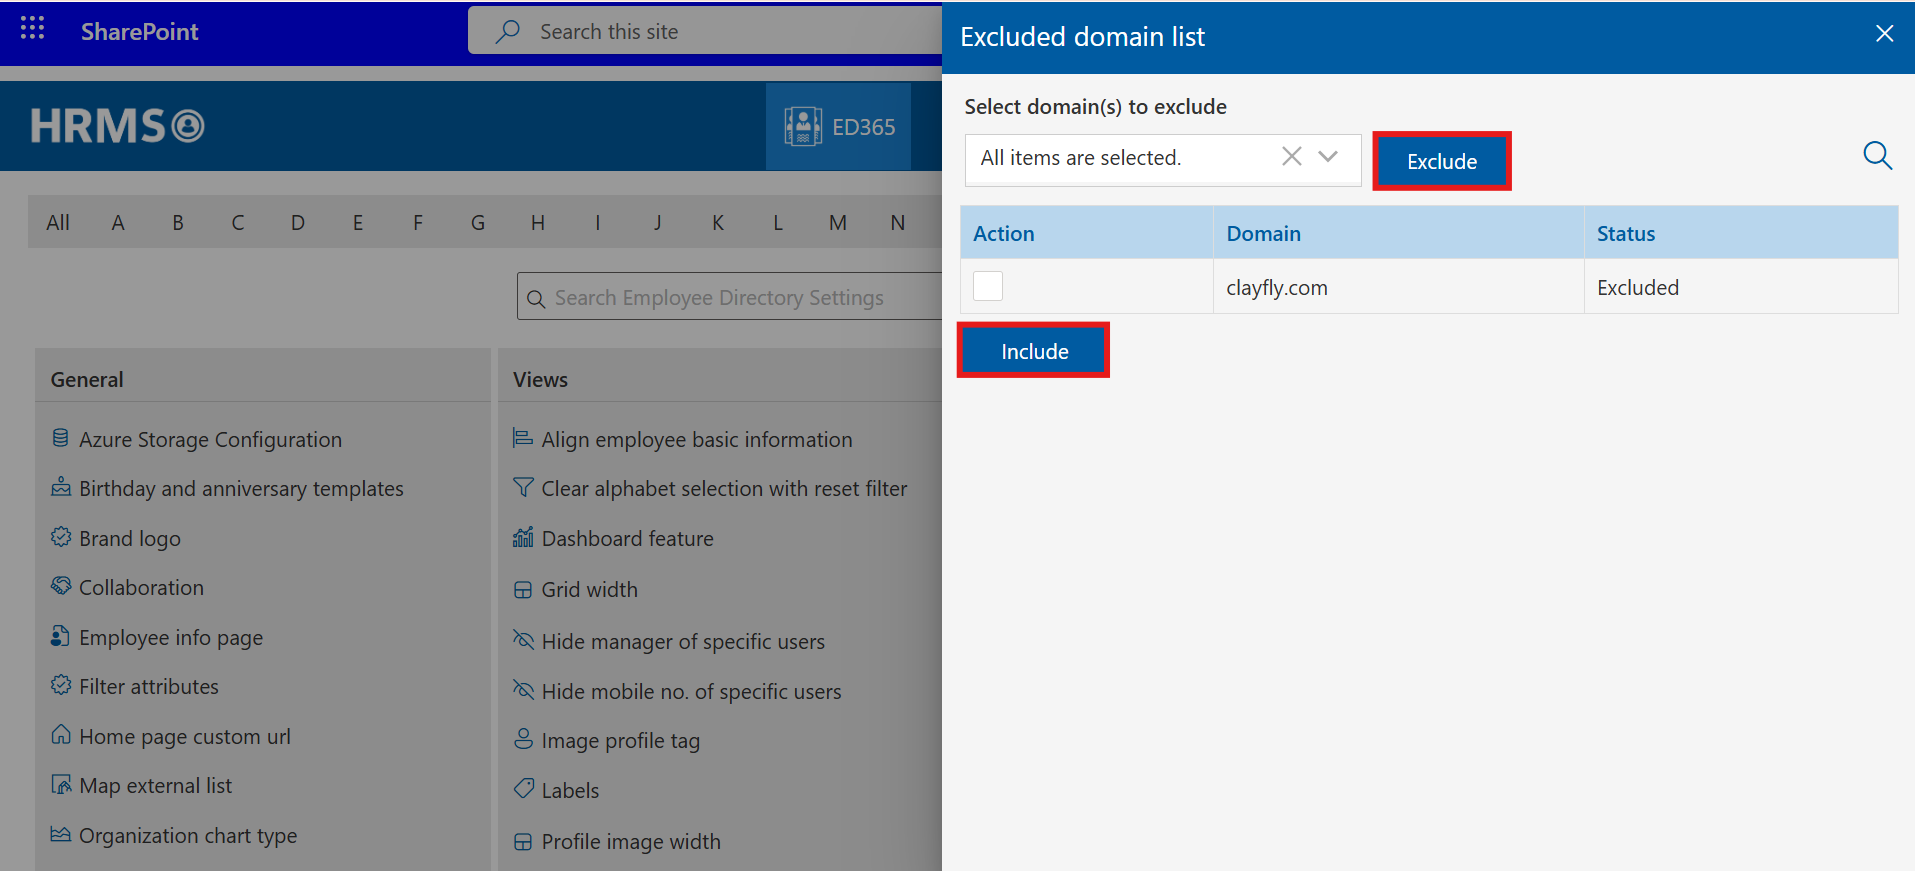 SharePoint
Search this site
HRMS
ED365
All A B C D E F G H I J K L M N
Search Employee Directory Settings
General
Azure Storage Configuration
Birthday and anniversary templates
Brand logo
Collaboration
Employee info page
Filter attributes
Home page custom url
Map external list
Organization chart type
Views
Align employee basic information
Clear alphabet selection with reset filter
Dashboard feature
Grid width
Hide manager of specific users
Hide mobile no. of specific users
Image profile tag
Labels
Profile image width
Excluded domain list
Select domain(s) to exclude
All items are selected.
Exclude
Action Domain Status
clayfly.com Excluded
Include